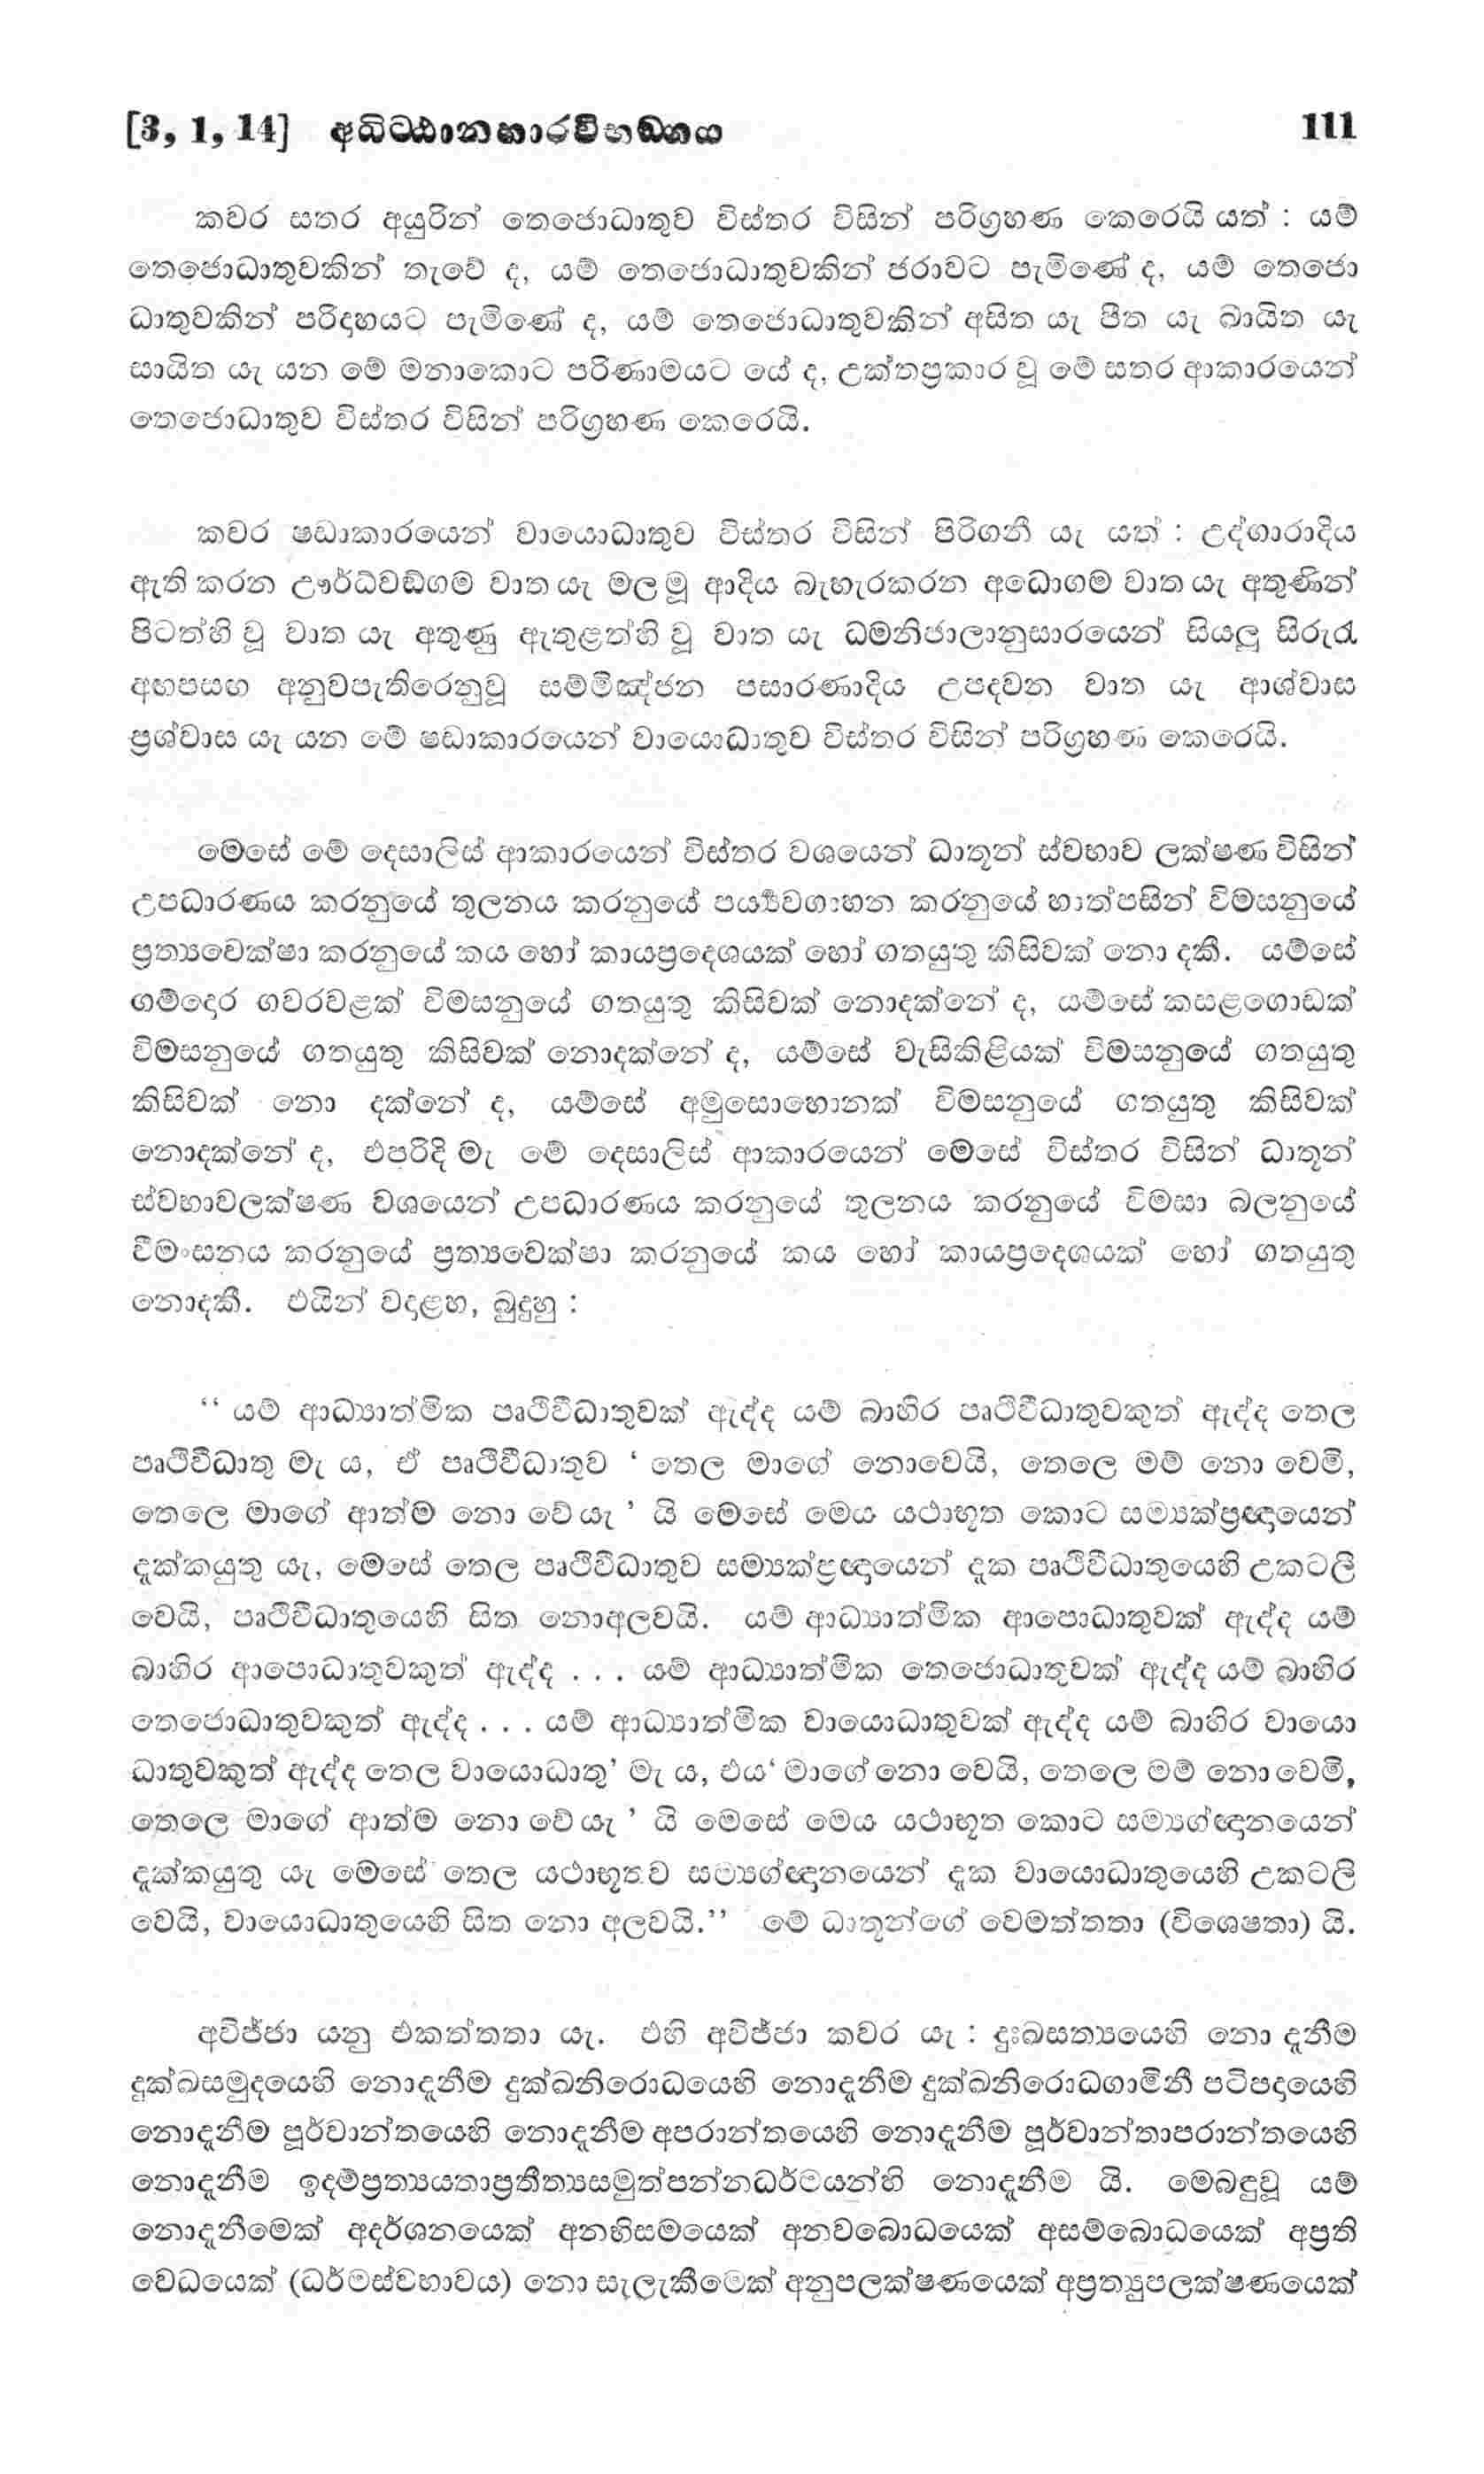 [3, 1, 14] අධිට්ඨානහාරවිභඞ්ගය 111
කවර සතර අයුරින් තෙජොධාතුව විස්තර විසින් පරිග්‍රහණ කෙරෙයි යත් : යම්
තෙජොධාතුවකින් තැවේ ද, යම් තෙජොධාතුවකින් ජරාවට පැමිණේ ද, යම් තෙජො
ධාතුවකින් පරිදාහයට පැමිණේ ද, යම් තෙජොධාතුවකින් අසිත යැ පීත යැ ඛායිත යැ
සායිත යැ යන මේ මනාකොට පරිණාමයට යේ ද, උක්තප්‍රකාර වූ මේ සතර ආකාරයෙන්
තෙජොධාතුව විස්තර විසින් පරිග්‍රහණ කෙරෙයි.
කවර ෂඩාකාරයෙන් වායොධාතුව විස්තර විසින් පිරිගනී යැ යත් : උද්ගාරාදිය
ඇති කරන ඌර්ධ්වඞ්ගම වාත යැ මල මූ ආදිය බැහැරකරන අධොගම වාත යැ අතුණින්
පිටත්හි වූ වාත යැ අතුණු ඇතුළත්හි වූ වාත යැ ධමනිජාලානුසාරයෙන් සියලු සිරුරැ
අඟපසඟ අනුවපැතිරෙනුවූ සම්මිඤ්ජන පසාරණාදිය උපදවන වාත යැ ආශ්වාස
ප්‍රශ්වාස යැ යන මේ ෂඩාකාරයෙන් වායොධාතුව විස්තර විසින් පරිග්‍රහණ කෙරෙයි.
මෙසේ මේ දෙසාලිස් ආකාරයෙන් විස්තර වශයෙන් ධාතූන් ස්වභාව ලක්ෂණ විසින්
උපධාරණය කරනුයේ තුලනය කරනුයේ පර්‍ය්‍යවගාහන කරනුයේ හාත්පසින් විමසනුයේ
ප්‍රත්‍යවෙක්ෂා කරනුයේ කය හෝ කායප්‍රදෙශයක් හෝ ගතයුතු කිසිවක් නො දකී. යම්සේ
ගම්දොර ගවරවළක් විමසනුයේ ගතයුතු කිසිවක් නොදක්නේ ද, යම්සේ කසළගොඩක්
විමසනුයේ ගතයුතු කිසිවක් නොදක්නේ ද, යම්සේ වැසිකිළියක් විමසනුයේ ගතයුතු
කිසිවක් නො දක්නේ ද, යම්සේ අමුසොහොනක් විමසනුයේ ගතයුතු කිසිවක්
නොදක්නේ ද, එපරිදි මැ මේ දෙසාලිස් ආකාරයෙන් මෙසේ විස්තර විසින් ධාතූන්
ස්වභාවලක්ෂණ වශයෙන් උපධාරණය කරනුයේ තුලනය කරනුයේ විමසා බලනුයේ
වීමංසනය කරනුයේ ප්‍රත්‍යවෙක්ෂා කරනුයේ කය හෝ කායප්‍රදෙශයක් හෝ ගතයුතු
නොදකී. එයින් වදාළහ, බුදුහු :
“ යම් ආධ්‍යාත්මික පෘථිවීධාතුවක් ඇද්ද යම් බාහිර පෘථිවීධාතුවකුත් ඇද්ද තෙල
පෘථිවීධාතු මැ ය, ඒ පෘථිවීධාතුව ‘ තෙල මාගේ නොවෙයි, තෙලෙ මම් නො වෙමි,
තෙලෙ මාගේ ආත්ම නො වේ යැ ’ යි මෙසේ මෙය යථාභූත කොට සම්‍යක්ප්‍රඥායෙන්
දැක්කයුතු යැ, මෙසේ තෙල පෘථිවීධාතුව සම්‍යක්ප්‍රඥායෙන් දැක පෘථිවීධාතුයෙහි උකටලී
වෙයි, පෘථිවීධාතුයෙහි සිත නොඅලවයි. යම් ආධ්‍යාත්මික ආපොධාතුවක් ඇද්ද යම්
බාහිර ආපොධාතුවකුත් ඇද්ද . . . යම් ආධ්‍යාත්මික තෙජොධාතුවක් ඇද්ද යම් බාහිර
තෙජොධාතුවකුත් ඇද්ද . . . යම් ආධ්‍යාත්මික වායොධාතුවක් ඇද්ද යම් බාහිර වායො
ධාතුවකුත් ඇද්ද තෙල වායොධාතු’ මැ ය, එය‘ මාගේ නො වෙයි, තෙලෙ මම් නො වෙමි,
තෙලෙ මාගේ ආත්ම නො වේ යැ ’ යි මෙසේ මෙය යථාභූත කොට සම්‍යග්ඥානයෙන්
දැක්කයුතු යැ මෙසේ තෙල යථාභූතව සම්‍යග්ඥානයෙන් දැක වායොධාතුයෙහි උකටලි
වෙයි, වායොධාතුයෙහි සිත නො අලවයි.” මේ ධාතූන්ගේ වෙමත්තතා (විශෙෂතා) යි.
අවිජ්ජා යනු එකත්තතා යැ. එහි අවිජ්ජා කවර යැ : දුඃඛසත්‍යයෙහි නො දැනීම
දුක්ඛසමුදයෙහි නොදැනීම දුක්ඛනිරොධයෙහි නොදැනීම දුක්ඛනිරොධගාමිනී පටිපදායෙහි
නොදැනීම පූර්වාන්තයෙහි නොදැනීම අපරාන්තයෙහි නොදැනීම පූර්වාන්තාපරාන්තයෙහි
නොදැනීම ඉදම්ප්‍රත්‍යයතාප්‍රතීත්‍යසමුත්පන්නධර්මයන්හි නොදැනීම යි. මෙබඳුවූ යම්
නොදැනීමෙක් අදර්ශනයෙක් අනභිසමයෙක් අනවබොධයෙක් අසම්බොධයෙක් අප්‍රති
වෙධයෙක් (ධර්මස්වභාවය) නො සැලැකීමෙක් අනුපලක්ෂණයෙක් අප්‍රත්‍යුපලක්ෂණයෙක්